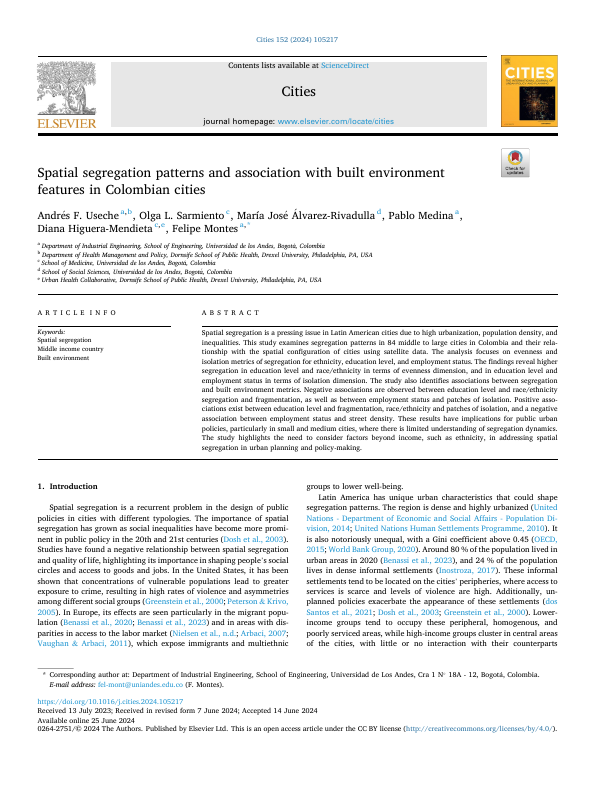 Cities 152 (2024) 105217
Contents lists available at ScienceDirect
Cities
journal homepage: www.elsevier.com/locate/cities
ELSEVIER
CITIES
Check for
updates
Spatial segregation patterns and association with built environment
features in Colombian cities
Andrés F. Useche a,b, Olga L. Sarmiento c, María José Álvarez-Rivadulla d, Pablo Medina a,
Diana Higuera-Mendieta c,e, Felipe Montes a,*
a Department of Industrial Engineering, School of Engineering, Universidad de los Andes, Bogotá, Colombia
b Department of Health Management and Policy, Dornsife School of Public Health, Drexel University, Philadelphia, PA, USA
c School of Medicine, Universidad de los Andes, Bogotá, Colombia
d School of Social Sciences, Universidad de los Andes, Bogotá, Colombia
e Urban Health Collaborative, Dornsife School of Public Health, Drexel University, Philadelphia, PA, USA
ARTICLE INFO
Keywords:
Spatial segregation
Middle income country
Built environment
ABSTRACT
Spatial segregation is a pressing issue in Latin American cities due to high urbanization, population density, and
inequalities. This study examines segregation patterns in 84 middle to large cities in Colombia and their rela-
tionship with the spatial configuration of cities using satellite data. The analysis focuses on evenness and
isolation metrics of segregation for ethnicity, education level, and employment status. The findings reveal higher
segregation in education level and race/ethnicity in terms of evenness dimension, and in education level and
employment status in terms of isolation dimension. The study also identifies associations between segregation
and built environment metrics. Negative associations are observed between education level and race/ethnicity
segregation and fragmentation, as well as between employment status and patches of isolation. Positive asso-
ciations exist between education level and fragmentation, race/ethnicity and patches of isolation, and a negative
association between employment status and street density. These results have implications for public urban
policies, particularly in small and medium cities, where there is limited understanding of segregation dynamics.
The study highlights the need to consider factors beyond income, such as ethnicity, in addressing spatial
segregation in urban planning and policy-making.
1. Introduction
Spatial segregation is a recurrent problem in the design of public
policies in cities with different typologies. The importance of spatial
segregation has grown as social inequalities have become more promi-
nent in public policy in the 20th and 21st centuries (Dosh et al., 2003).
Studies have found a negative relationship between spatial segregation
and quality of life, highlighting its importance in shaping people's social
circles and access to goods and jobs. In the United States, it has been
shown that concentrations of vulnerable populations lead to greater
exposure to crime, resulting in high rates of violence and asymmetries
among different social groups (Greenstein et al., 2000; Peterson & Krivo,
2005). In Europe, its effects are seen particularly in the migrant popu-
lation (Benassi et al., 2020; Benassi et al., 2023) and in areas with dis-
parities in access to the labor market (Nielsen et al., n.d.; Arbaci, 2007;
Vaughan & Arbaci, 2011), which expose immigrants and multiethnic
groups to lower well-being.
Latin America has unique urban characteristics that could shape
segregation patterns. The region is dense and highly urbanized (United
Nations - Department of Economic and Social Affairs - Population Di-
vision, 2014; United Nations Human Settlements Programme, 2010). It
is also notoriously unequal, with a Gini coefficient above 0.45 (OECD,
2015; World Bank Group, 2020). Around 80 % of the population lived in
urban areas in 2020 (Benassi et al., 2023), and 24 % of the population
lives in dense informal settlements (Inostroza, 2017). These informal
settlements tend to be located on the cities' peripheries, where access to
services is scarce and levels of violence are high. Additionally, un-
planned policies exacerbate the appearance of these settlements (dos
Santos et al., 2021; Dosh et al., 2003; Greenstein et al., 2000). Lower-
income groups tend to occupy these peripheral, homogenous, and
poorly serviced areas, while high-income groups cluster in central areas
of the cities, with little or no interaction with their counterparts
* Corresponding author at: Department of Industrial Engineering, School of Engineering, Universidad de los Andes, Cra 1 N° 18A - 12, Bogotá, Colombia.
E-mail address: fel-mont@uniandes.edu.co (F. Montes).
https://doi.org/10.1016/j.cities.2024.105217
Received 13 July 2023; Received in revised form 7 June 2024; Accepted 14 June 2024
Available online 25 June 2024
0264-2751/© 2024 The Authors. Published by Elsevier Ltd. This is an open access article under the CC BY license (http://creativecommons.org/licenses/by/4.0/).